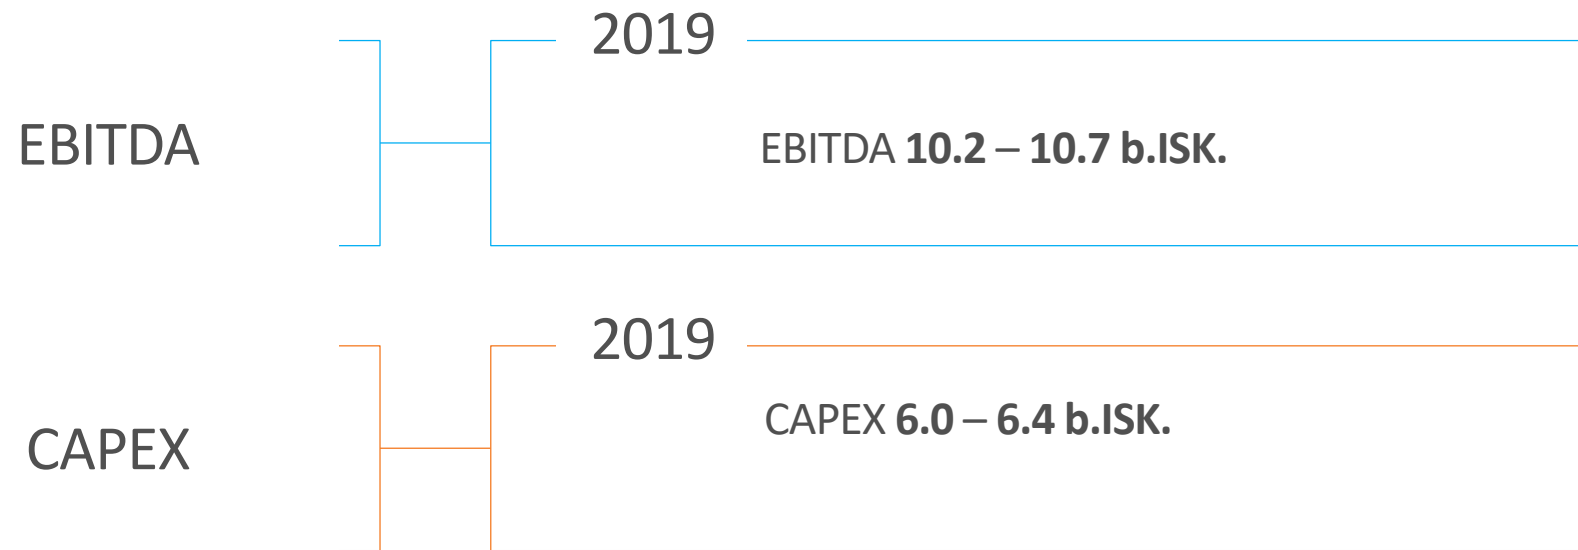 2019
EBITDA
EBITDA 10.2 – 10.7 b.ISK.
2019
CAPEX 6.0 – 6.4 b.ISK.
CAPEX